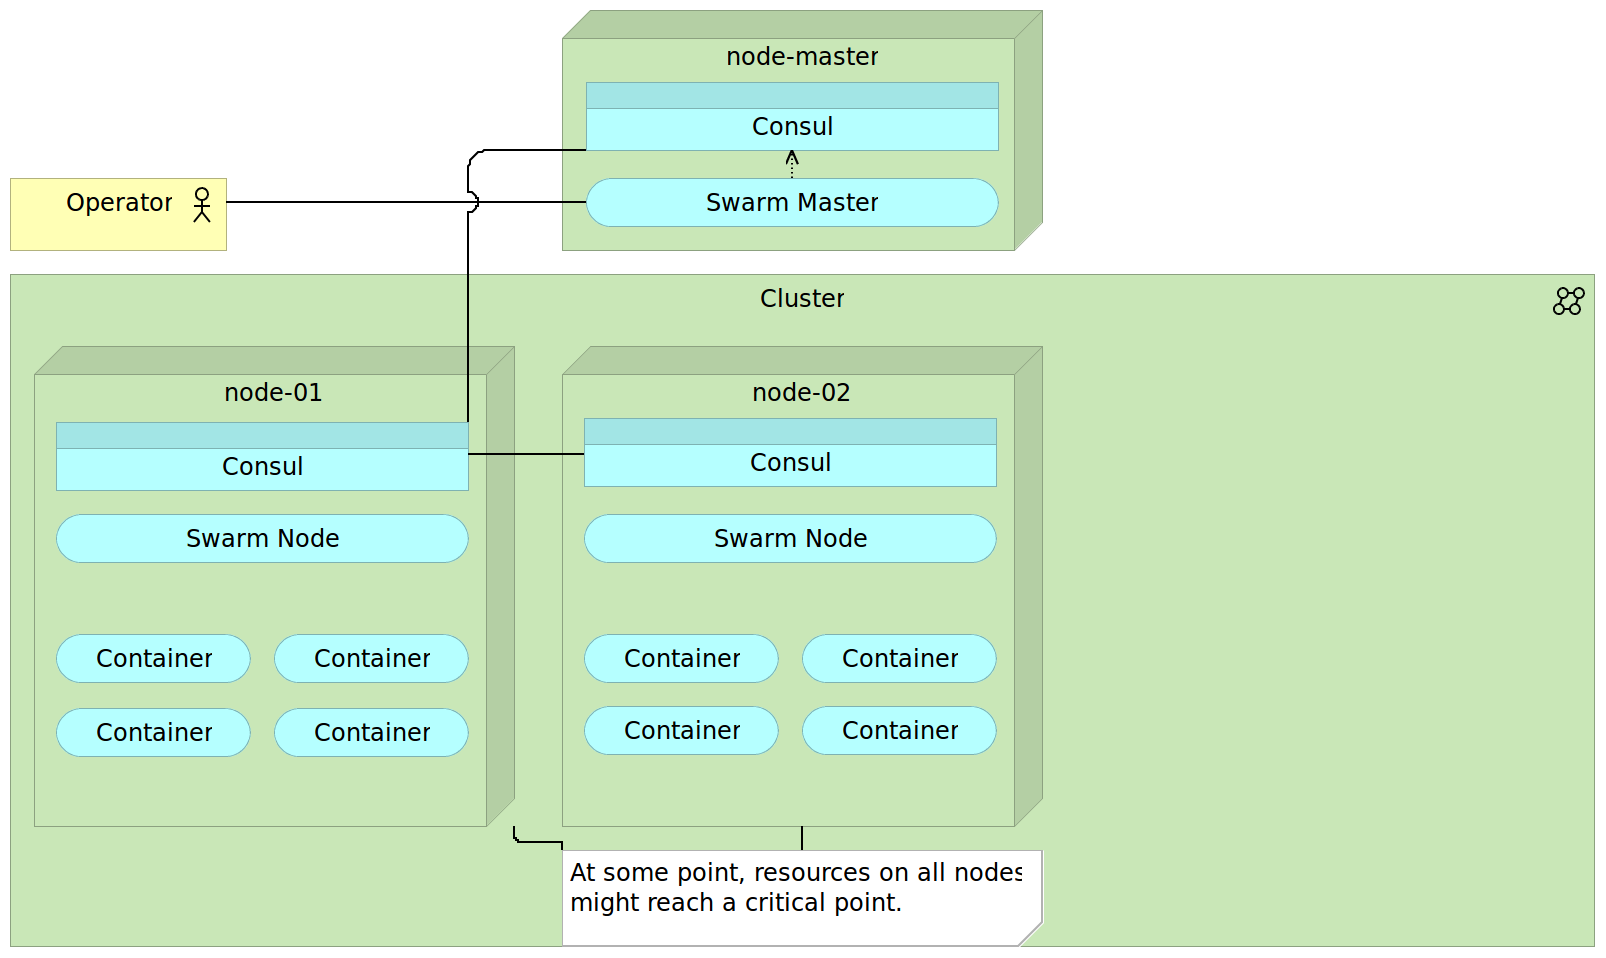 node-master
Consul
Operator
Swarm Master
Cluster
node-01
node-02
Consul
Consul
Swarm Node
Swarm Node
Container
Container
Container
Container
Container
Container
Container
Container
At some point, resources on all nodes
might reach a critical point.